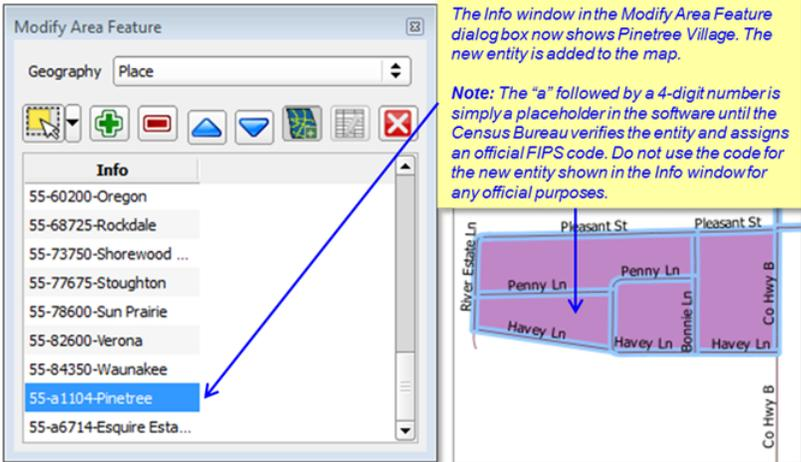 Modify Area Feature
Geography Place
Info
55-60200-Oregon
55-68725-Rockdale
55-73750-Shorewood ...
55-77675-Stoughton
55-78600-Sun Prairie
55-82600-Verona
55-84350-Waunakee
55-a1104-Pinetree
55-a6714-Esquire Esta...
The Info window in the Modify Area Feature
dialog box now shows Pinetree Village. The
new entity is added to the map.
Note: The “a” followed by a 4-digit number is
simply a placeholder in the software until the
Census Bureau verifies the entity and assigns
an official FIPS code. Do not use the code for
the new entity shown in the Info window for
any official purposes.
Pleasant St
Pleasant St
River Estate Ln
Penny Ln
Penny Ln
Co Hwy B
Havey Ln
Havey Ln
Bonnie Ln
Havey Ln
Co Hwy B